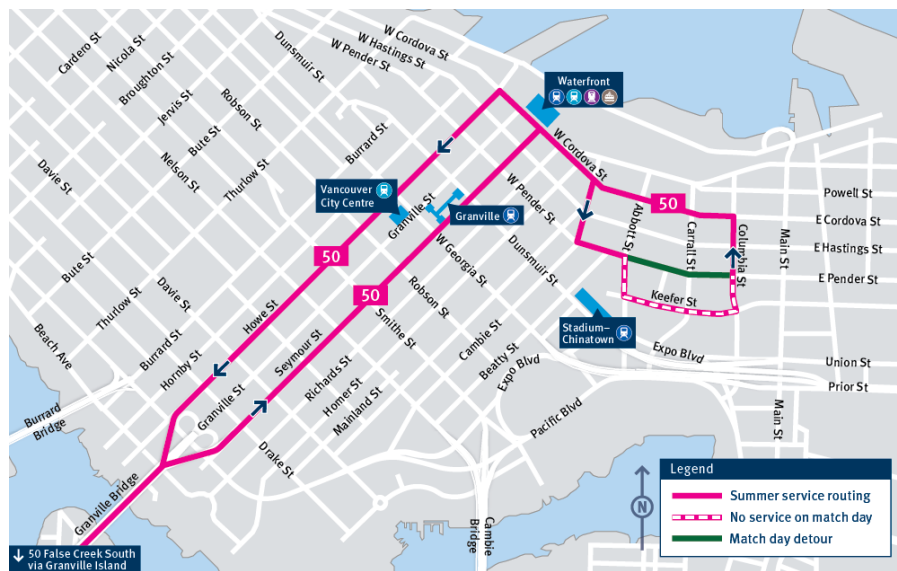 Cardero St
Nicola St
Broughton St
Jervis St
Bute St
Robson St
Nelson St
Thurlow St
Davie St
Dunsmuir St
W Cordova St
W Hastings St
W Pender St
Burrard St
Waterfront
W Cordova St
Vancouver
City Centre
Granville St
Granville
W Pender St
Abbott St
50
Carrall St
Columbia St
Main St
Powell St
E Cordova St
E Hastings St
E Pender St
Keefer St
50
W Georgia St
Dunsmuir St
Robson St
50
Smithe St
Cambie St
Stadium–
Chinatown
Expo Blvd
Union St
Prior St
Bute St
Thurlow St
Davie St
Howe St
Beach Ave
Burrard St
Hornby St
Seymour St
Granville St
Richards St
Homer St
Mainland St
Beatty St
Expo Blvd
Pacific Blvd
Main St
Burrard
Bridge
Drake St
Granville Bridge
Cambie
Bridge
N
Legend
Summer service routing
No service on match day
Match day detour
50 False Creek South
via Granville Island